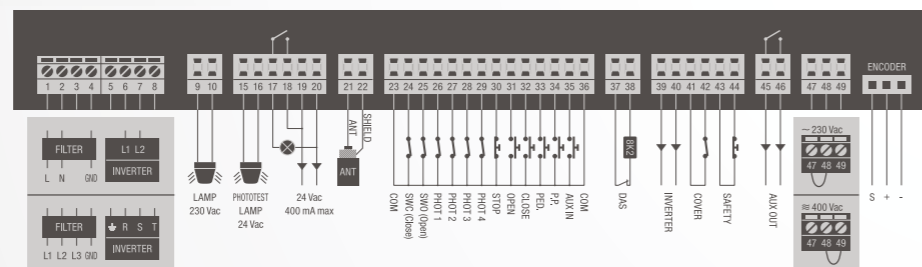 ENCODER
1 2 3 4 5 6 7 8 9 10 15 16 17 18 19 20 21 22 23 24 25 26 27 28 29 30 31 32 33 34 35 36 37 38 39 40 41 42 43 44 45 46 47 48 49
FILTER
L N GND
L1 L2
INVERTER
FILTER
L1 L2 L3 GND
R S T
INVERTER
LAMP
230 Vac
PHOTOTEST
LAMP
24 Vac
24 Vac
400 mA max
ANT
SHIELD
ANT
COM
SWC (Close)
SWO (Open)
PHOT 1
PHOT 2
PHOT 3
PHOT 4
STOP
OPEN
CLOSE
PED.
P.P.
AUX IN
COM
8K2
DAS
INVERTER
COVER
SAFETY
AUX OUT
~ 230 Vac
47 48 49
≋ 400 Vac
47 48 49
S + -